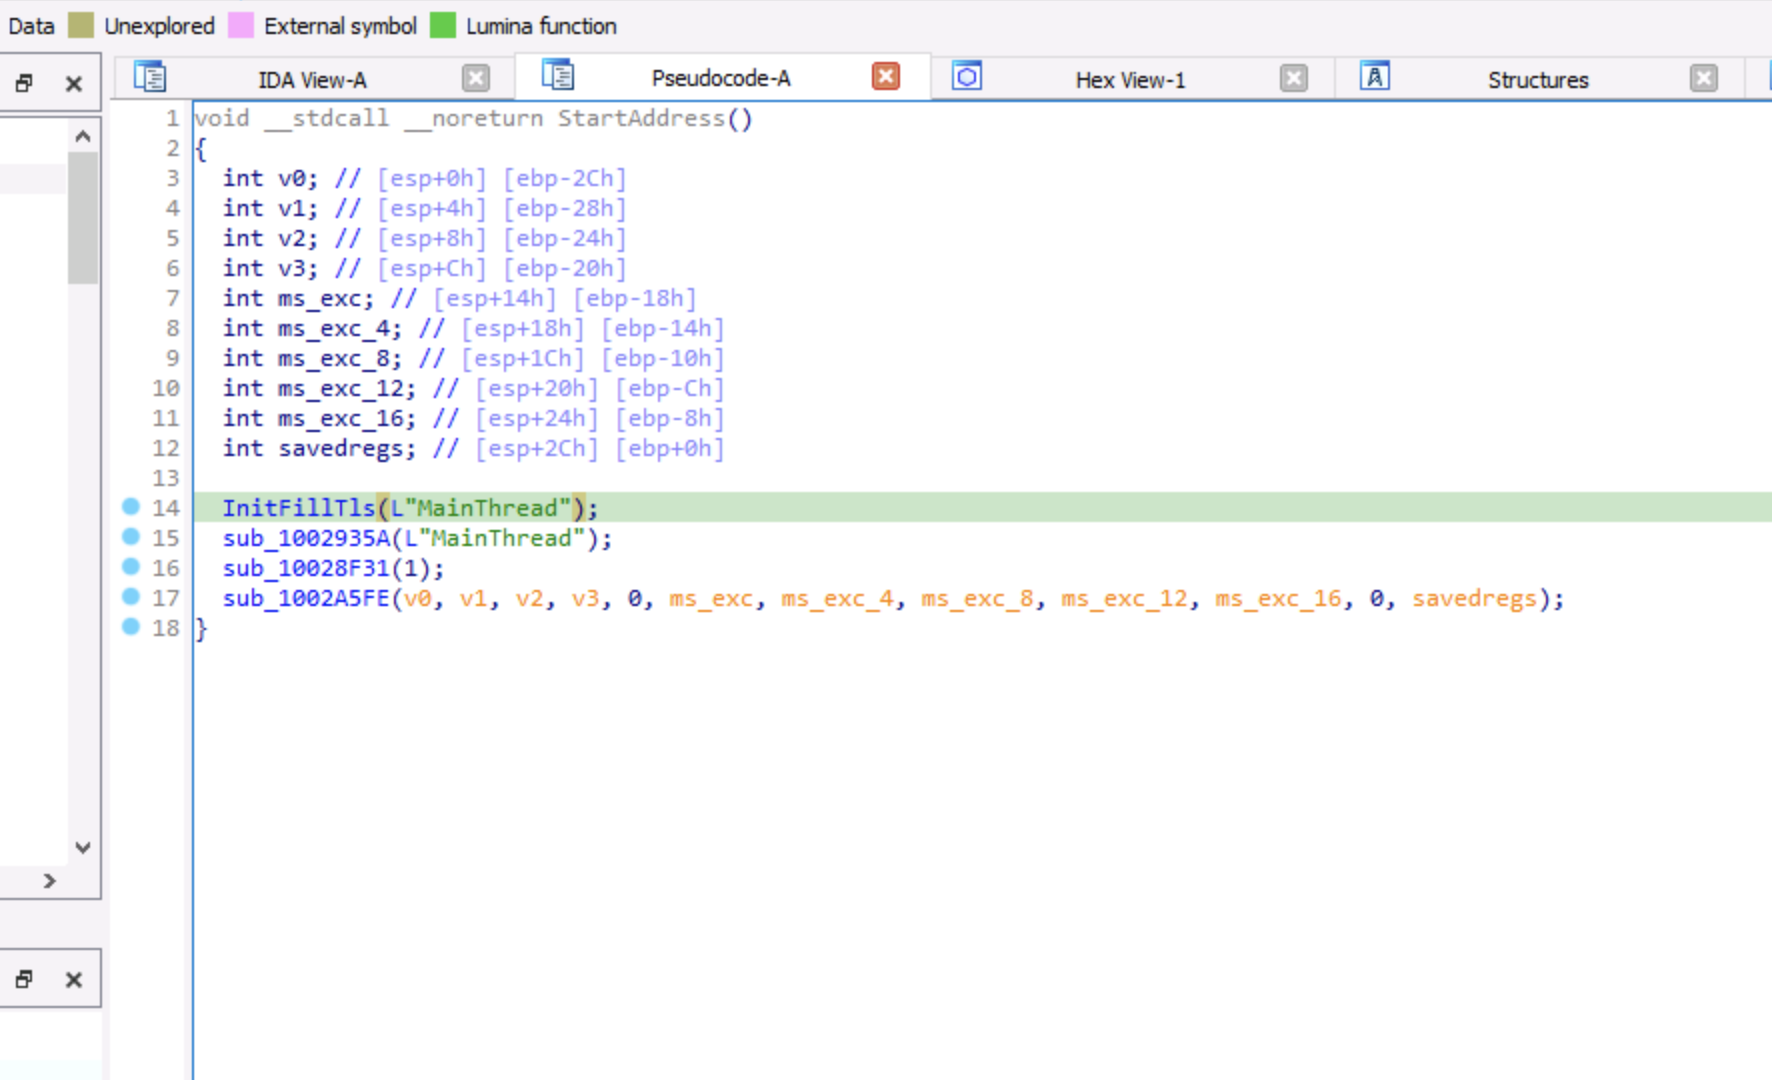 Data Unexplored External symbol Lumina function
IDA View-A Pseudocode-A Hex View-1 Structures
1 void __stdcall __noreturn StartAddress()
2 {
3 int v0; // [esp+0h] [ebp-2Ch]
4 int v1; // [esp+4h] [ebp-28h]
5 int v2; // [esp+8h] [ebp-24h]
6 int v3; // [esp+Ch] [ebp-20h]
7 int ms_exc; // [esp+14h] [ebp-18h]
8 int ms_exc_4; // [esp+18h] [ebp-14h]
9 int ms_exc_8; // [esp+1Ch] [ebp-10h]
10 int ms_exc_12; // [esp+20h] [ebp-Ch]
11 int ms_exc_16; // [esp+24h] [ebp-8h]
12 int savedregs; // [esp+2Ch] [ebp+0h]
13
14 InitFillTls(L"MainThread");
15 sub_1002935A(L"MainThread");
16 sub_10028F31(1);
17 sub_1002A5FE(v0, v1, v2, v3, 0, ms_exc, ms_exc_4, ms_exc_8, ms_exc_12, ms_exc_16, 0, savedregs);
18 }